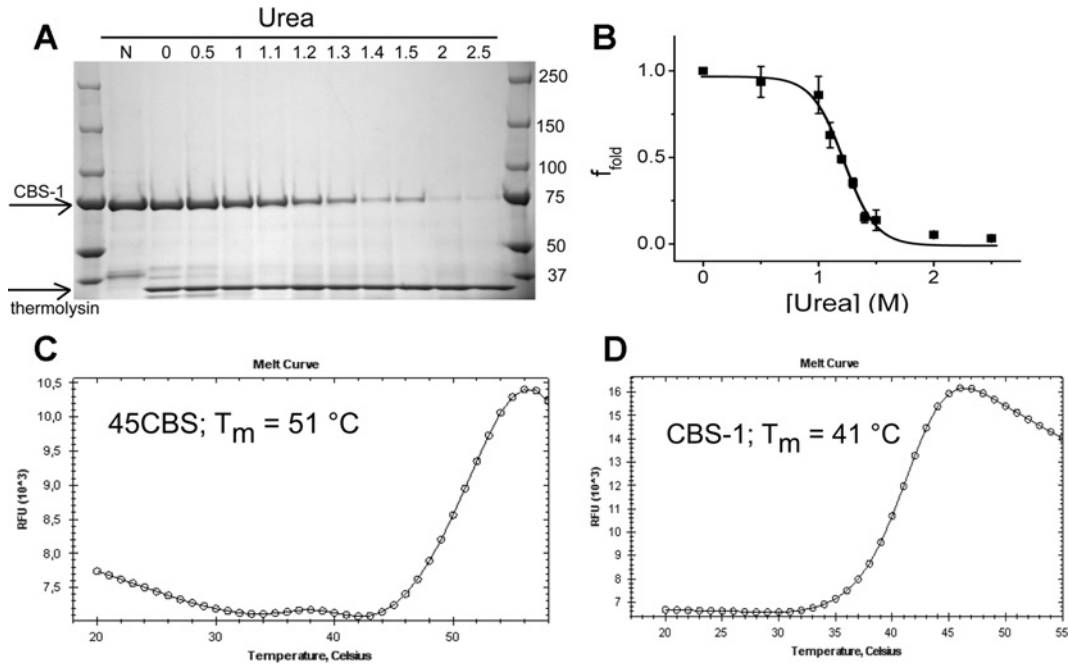 A
Urea
N 0 0.5 1 1.1 1.2 1.3 1.4 1.5 2 2.5
250
150
100
CBS-1
75
50
37
thermolysin
B
1.0
0.5
0.0
f fold
0 1 2
[Urea] (M)
C
Melt Curve
10,5
10,0
9,5
9,0
8,5
8,0
7,5
RFU (10^3)
45CBS; Tm = 51 °C
20 30 40 50
Temperature, Celsius
D
Melt Curve
16
15
14
13
12
11
10
9
8
7
RFU (10^3)
CBS-1; Tm = 41 °C
20 25 30 35 40 45 50 55
Temperature, Celsius